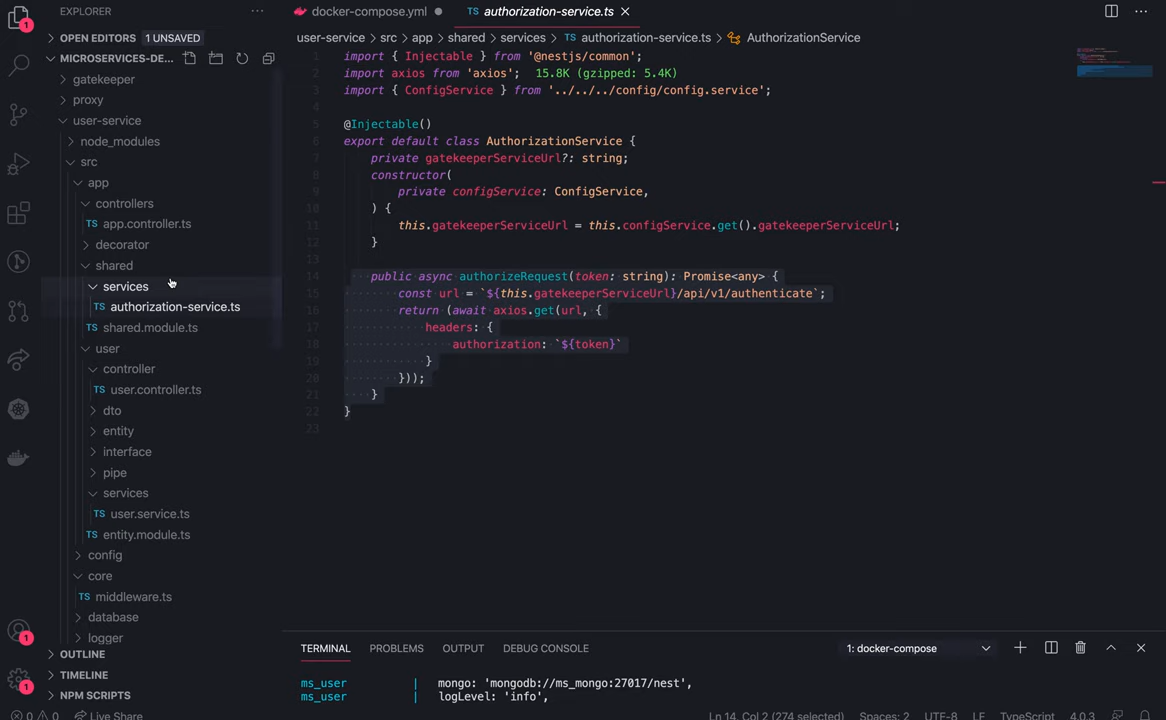 EXPLORER
OPEN EDITORS 1 UNSAVED
MICROSERVICES-DE...
gatekeeper
proxy
user-service
node_modules
src
app
controllers
TS app.controller.ts
decorator
shared
services
TS authorization-service.ts
TS shared.module.ts
user
controller
TS user.controller.ts
dto
entity
interface
pipe
services
TS user.service.ts
TS entity.module.ts
config
core
TS middleware.ts
database
logger
OUTLINE
TIMELINE
NPM SCRIPTS
1
1
1
docker-compose.yml
TS authorization-service.ts
user-service > src > app > shared > services > TS authorization-service.ts > AuthorizationService
1 import { Injectable } from '@nestjs/common';
2 import axios from 'axios'; 15.8K (gzipped: 5.4K)
3 import { ConfigService } from '../../../config/config.service';
4
5 @Injectable()
6 export default class AuthorizationService {
7 private gatekeeperServiceUrl?: string;
8 constructor(
9 private configService: ConfigService,
10 ) {
11 this.gatekeeperServiceUrl = this.configService.get().gatekeeperServiceUrl;
12 }
13
14 public async authorizeRequest(token: string): Promise<any> {
15 const url = `${this.gatekeeperServiceUrl}/api/v1/authenticate`;
16 return (await axios.get(url, {
17 headers: {
18 authorization: `${token}`
19 }
20 }));
21 }
22 }
23
TERMINAL PROBLEMS OUTPUT DEBUG CONSOLE 1: docker-compose
ms_user | mongo: 'mongodb://ms_mongo:27017/nest',
ms_user | logLevel: 'info',
0 0 Live Share Ln 14, Col 2 (274 selected) Spaces: 2 UTF-8 LF TypeScript 4.0.3